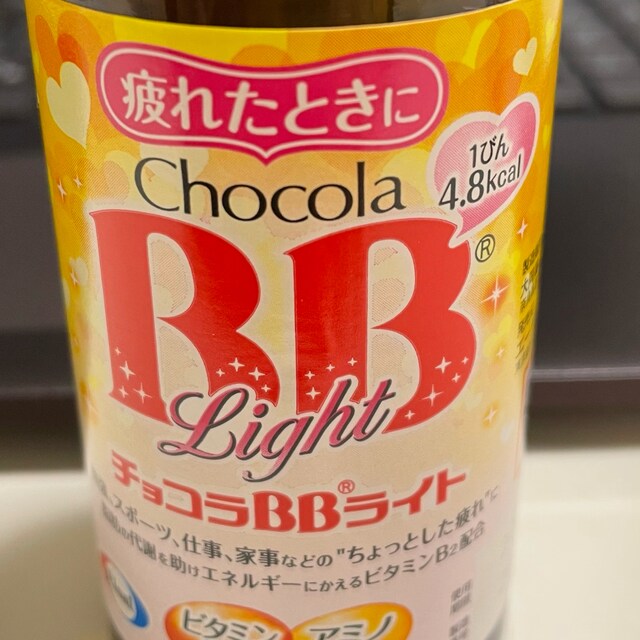 疲れたときに
1びん
4.8kcal
Chocola
BB®
Light
チョコラBB®ライト
、スポーツ、仕事、家事などの"ちょっとした疲れ"に
の代謝を助けエネルギーにかえるビタミンB2配合
ビタミン アミノ